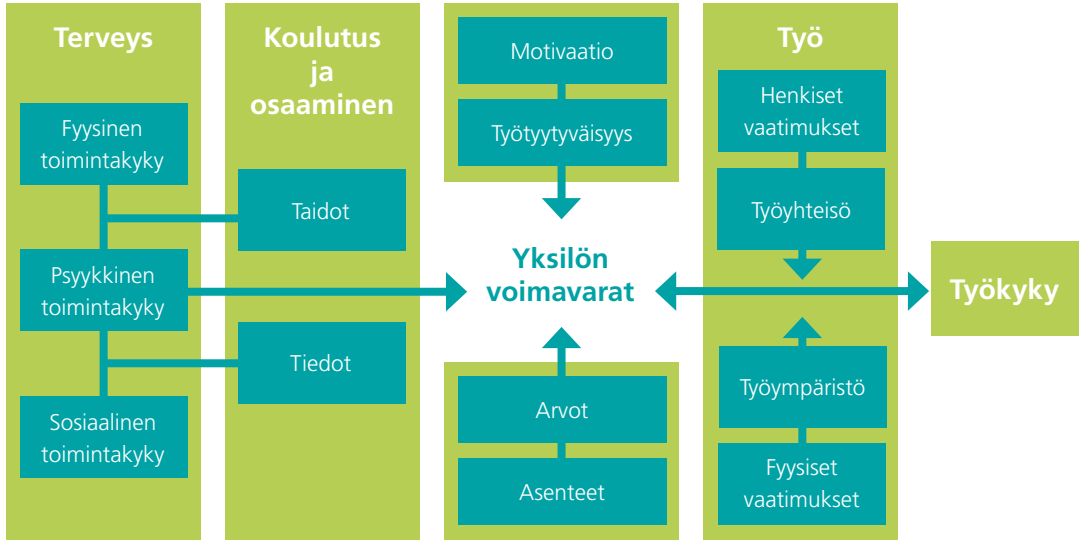 Terveys
Fyysinen
toimintakyky
Psyykkinen
toimintakyky
Sosiaalinen
toimintakyky
Koulutus
ja
osaaminen
Taidot
Tiedot
Motivaatio
Työtyytyväisyys
Yksilön
voimavarat
Arvot
Asenteet
Työ
Henkiset
vaatimukset
Työyhteisö
Työympäristö
Fyysiset
vaatimukset
Työkyky